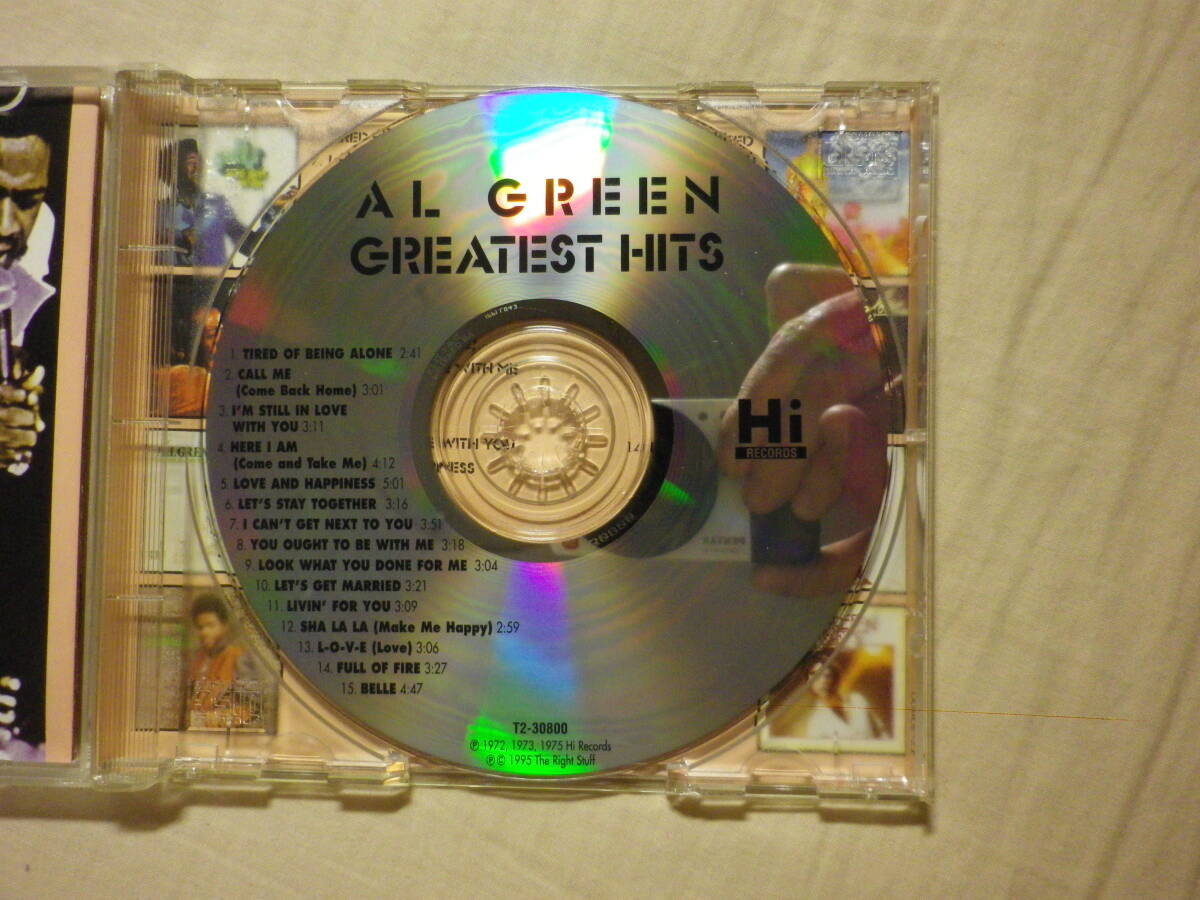 AL GREEN
GREATEST HITS
1. TIRED OF BEING ALONE 2:41
2. CALL ME
(Come Back Home) 3:01
3. I'M STILL IN LOVE
WITH YOU 3:11
4. HERE I AM
(Come and Take Me) 4:12
5. LOVE AND HAPPINESS 5:01
6. LET'S STAY TOGETHER 3:16
7. I CAN'T GET NEXT TO YOU 3:51
8. YOU OUGHT TO BE WITH ME 3:18
9. LOOK WHAT YOU DONE FOR ME 3:04
10. LET'S GET MARRIED 3:21
11. LIVIN' FOR YOU 3:09
12. SHA LA LA (Make Me Happy) 2:59
13. L-O-V-E (Love) 3:06
14. FULL OF FIRE 3:27
15. BELLE 4:47
WITH ME
WITH YOU
14
Hi
RECORDS
T2-30800
℗ 1972, 1973, 1975 Hi Records
℗© 1995 The Right Stuff